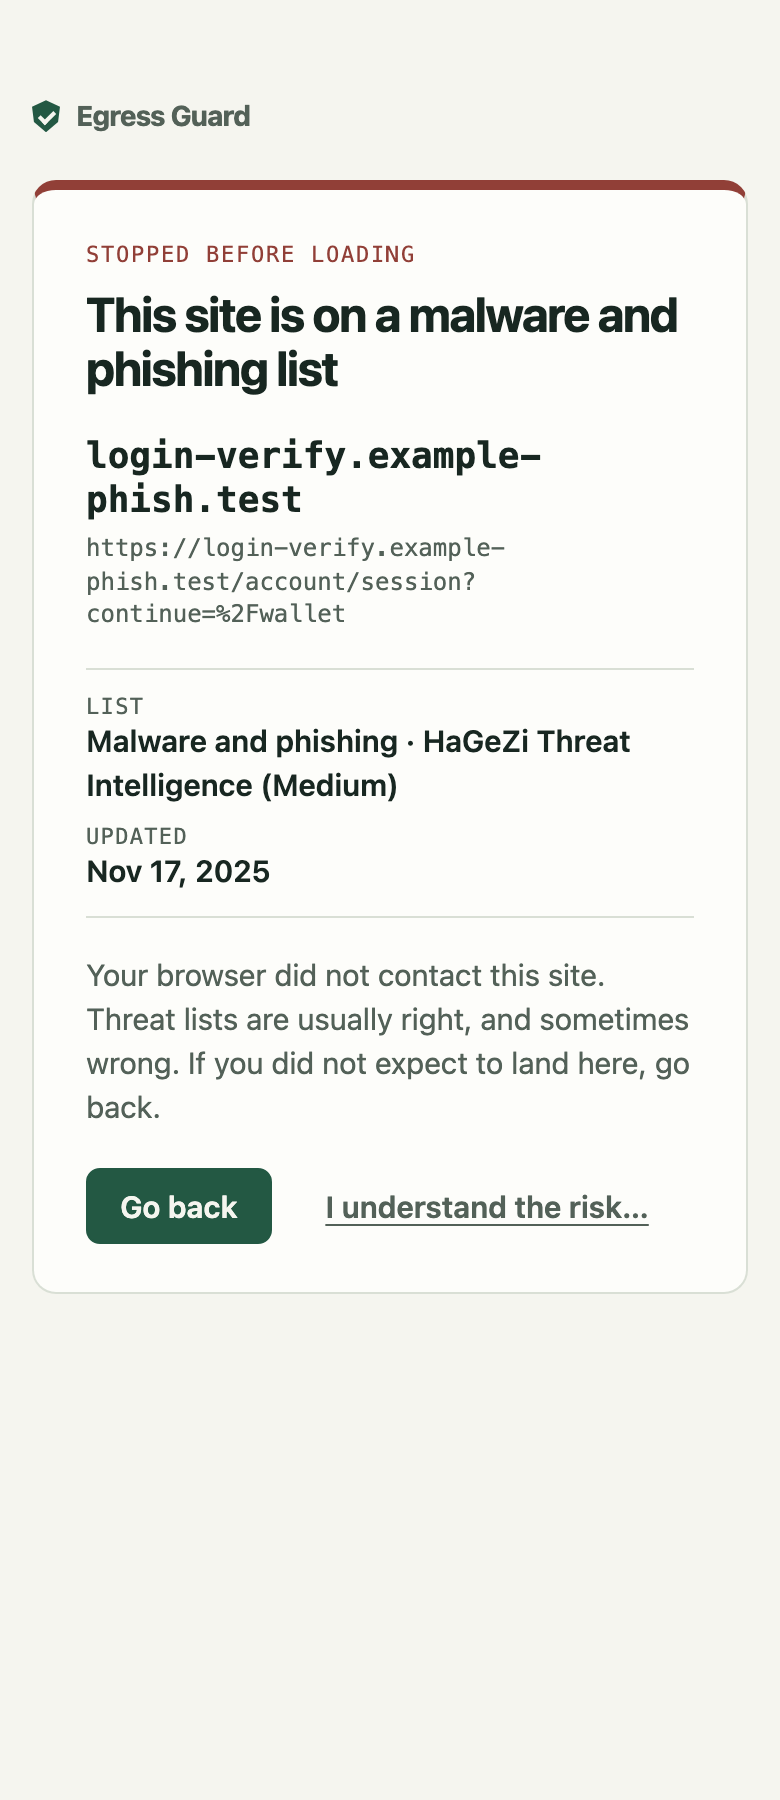 Egress Guard
STOPPED BEFORE LOADING
This site is on a malware and
phishing list
login-verify.example-
phish.test
https://login-verify.example-
phish.test/account/session?
continue=%2Fwallet
LIST
Malware and phishing · HaGeZi Threat
Intelligence (Medium)
UPDATED
Nov 17, 2025
Your browser did not contact this site.
Threat lists are usually right, and sometimes
wrong. If you did not expect to land here, go
back.
Go back
I understand the risk...